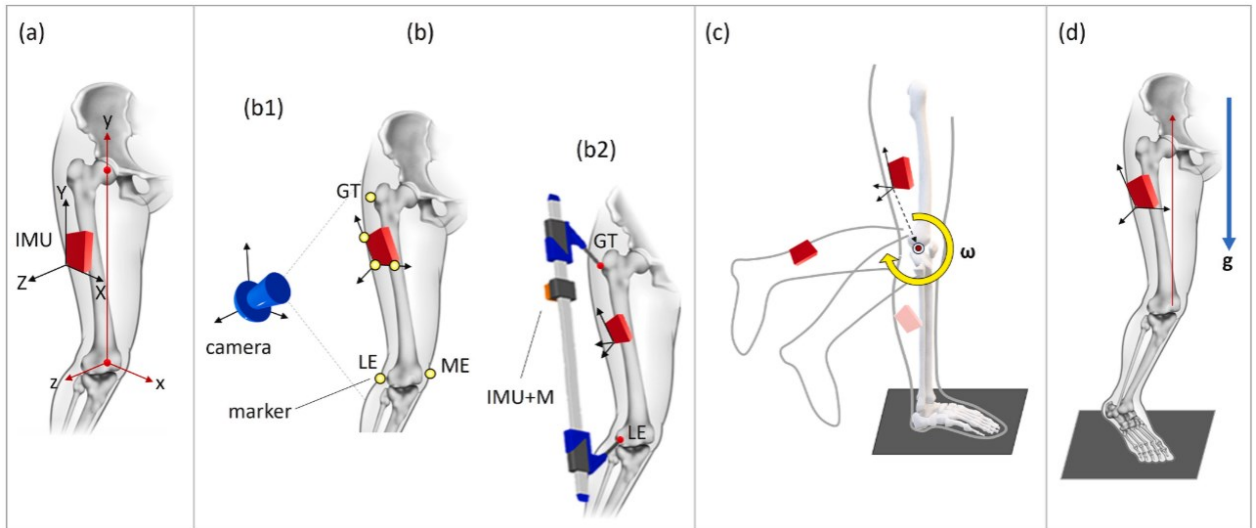 (a)
y
Y
IMU
Z
X
z
x
(b)
(b1)
GT
camera
LE
ME
marker
(b2)
GT
IMU+M
LE
(c)
ω
(d)
g